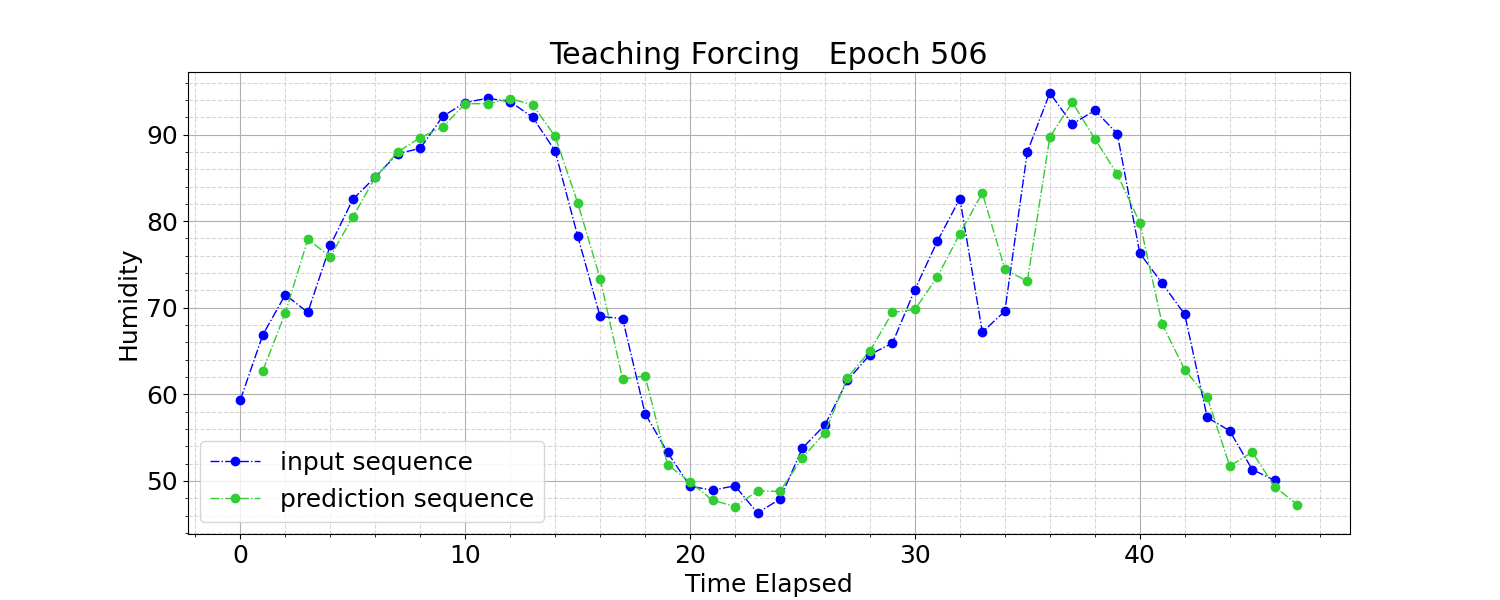 Teaching Forcing   Epoch 506
Humidity
90
80
70
60
50
input sequence
prediction sequence
0 10 20 30 40
Time Elapsed